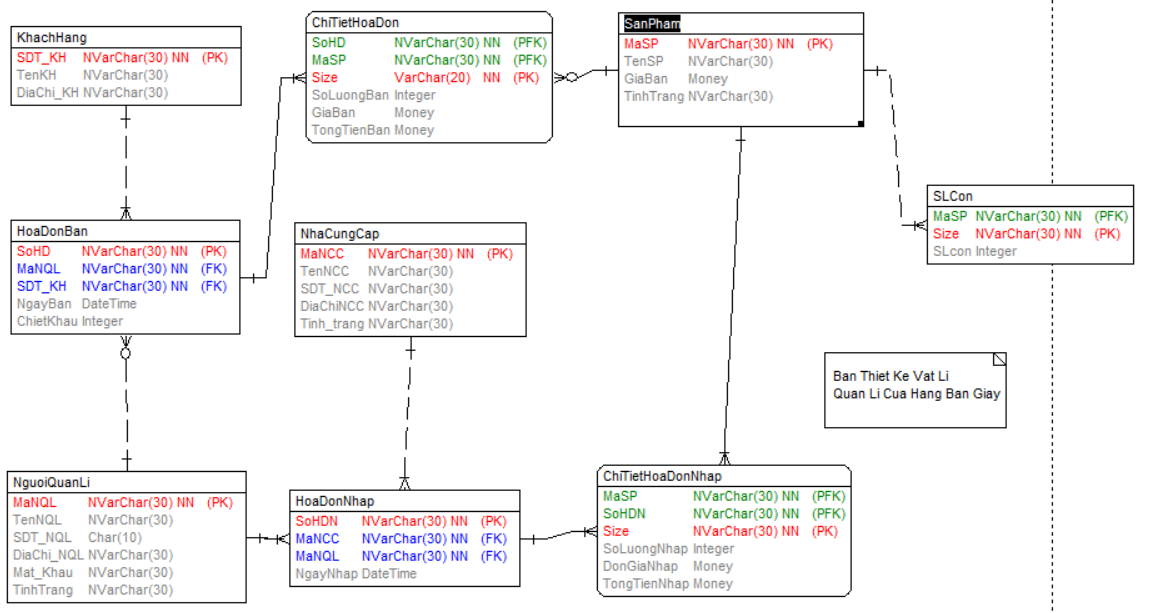 KhachHang
SDT_KH NVarChar(30) NN (PK)
TenKH NVarChar(30)
DiaChi_KH NVarChar(30)
ChiTietHoaDon
SoHD NVarChar(30) NN (PFK)
MaSP NVarChar(30) NN (PFK)
Size VarChar(20) NN (PK)
SoLuongBan Integer
GiaBan Money
TongTienBan Money
SanPham
MaSP NVarChar(30) NN (PK)
TenSP NVarChar(30)
GiaBan Money
TinhTrang NVarChar(30)
SLCon
MaSP NVarChar(30) NN (PFK)
Size NVarChar(30) NN (PK)
SLcon Integer
HoaDonBan
SoHD NVarChar(30) NN (PK)
MaNQL NVarChar(30) NN (FK)
SDT_KH NVarChar(30) NN (FK)
NgayBan DateTime
ChietKhau Integer
NhaCungCap
MaNCC NVarChar(30) NN (PK)
TenNCC NVarChar(30)
SDT_NCC NVarChar(30)
DiaChiNCC NVarChar(30)
Tinh_trang NVarChar(30)
Ban Thiet Ke Vat Li
Quan Li Cua Hang Ban Giay
NguoiQuanLi
MaNQL NVarChar(30) NN (PK)
TenNQL NVarChar(30)
SDT_NQL Char(10)
DiaChi_NQL NVarChar(30)
Mat_Khau NVarChar(30)
TinhTrang NVarChar(30)
HoaDonNhap
SoHDN NVarChar(30) NN (PK)
MaNCC NVarChar(30) NN (FK)
MaNQL NVarChar(30) NN (FK)
NgayNhap DateTime
ChiTietHoaDonNhap
MaSP NVarChar(30) NN (PFK)
SoHDN NVarChar(30) NN (PFK)
Size NVarChar(30) NN (PK)
SoLuongNhap Integer
DonGiaNhap Money
TongTienNhap Money